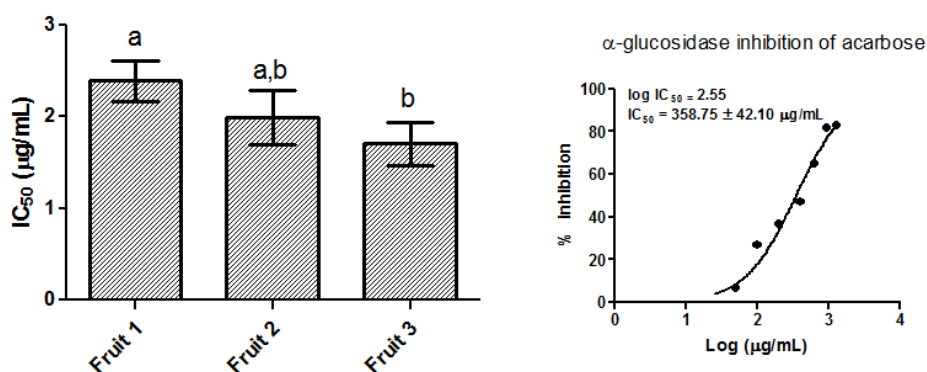 3
2
1
0
IC50 (µg/mL)
a
a,b
b
Fruit 1
Fruit 2
Fruit 3
α-glucosidase inhibition of acarbose
log IC50 = 2.55
IC50 = 358.75 ± 42.10 µg/mL
100
80
60
40
20
0
% Inhibition
0 1 2 3 4
Log (µg/mL)